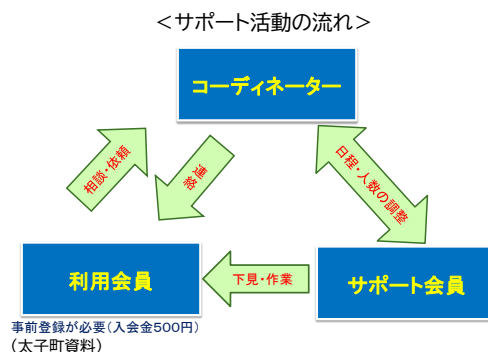 ＜サポート活動の流れ＞
コーディネーター
相談・依頼
連絡
日程・人数の調整
利用会員
下見・作業
サポート会員
事前登録が必要（入会金500円）
（太子町資料）